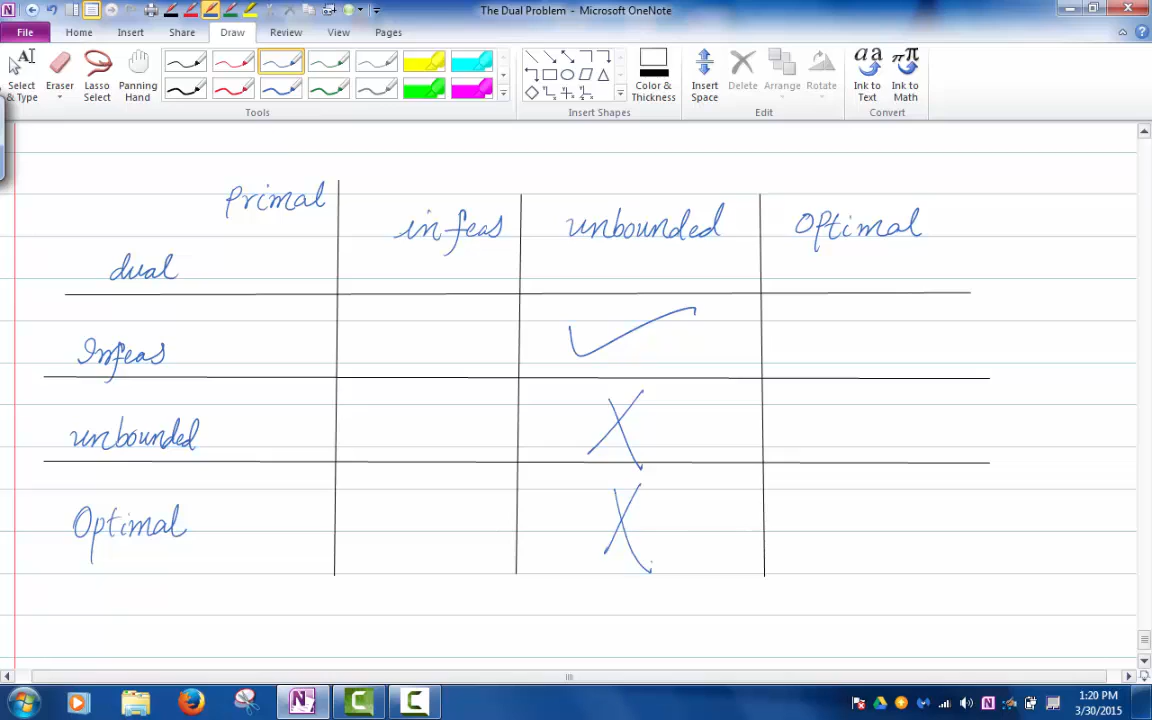 The Dual Problem - Microsoft OneNote
File Home Insert Share Draw Review View Pages
Select & Type
Eraser
Lasso Select
Panning Hand
Tools
Color & Thickness
Insert Shapes
Insert Space
Delete
Arrange
Rotate
Edit
Ink to Text
Ink to Math
Convert
Primal
infeas unbounded Optimal
dual
Infeas
unbounded
Optimal
1:20 PM
3/30/2015